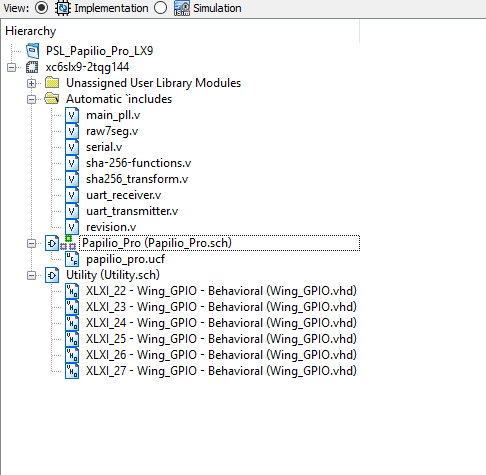 View: Implementation Simulation
Hierarchy
PSL_Papilio_Pro_LX9
xc6slx9-2tqg144
Unassigned User Library Modules
Automatic `includes
main_pll.v
raw7seg.v
serial.v
sha-256-functions.v
sha256_transform.v
uart_receiver.v
uart_transmitter.v
revision.v
Papilio_Pro (Papilio_Pro.sch)
papilio_pro.ucf
Utility (Utility.sch)
XLXI_22 - Wing_GPIO - Behavioral (Wing_GPIO.vhd)
XLXI_23 - Wing_GPIO - Behavioral (Wing_GPIO.vhd)
XLXI_24 - Wing_GPIO - Behavioral (Wing_GPIO.vhd)
XLXI_25 - Wing_GPIO - Behavioral (Wing_GPIO.vhd)
XLXI_26 - Wing_GPIO - Behavioral (Wing_GPIO.vhd)
XLXI_27 - Wing_GPIO - Behavioral (Wing_GPIO.vhd)